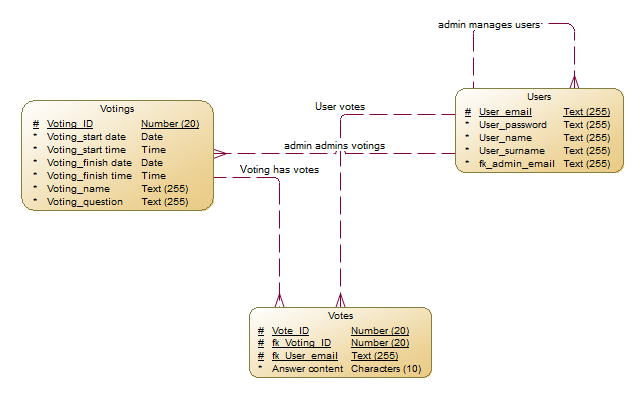 admin manages users
Users
# User_email Text (255)
* User_password Text (255)
* User_name Text (255)
* User_surname Text (255)
* fk_admin_email Text (255)
Votings
# Voting_ID Number (20)
* Voting_start date Date
* Voting_start time Time
* Voting_finish date Date
* Voting_finish time Time
* Voting_name Text (255)
* Voting_question Text (255)
User votes
admin admins votings
Voting has votes
Votes
# Vote_ID Number (20)
# fk_Voting_ID Number (20)
# fk_User_email Text (255)
* Answer content Characters (10)